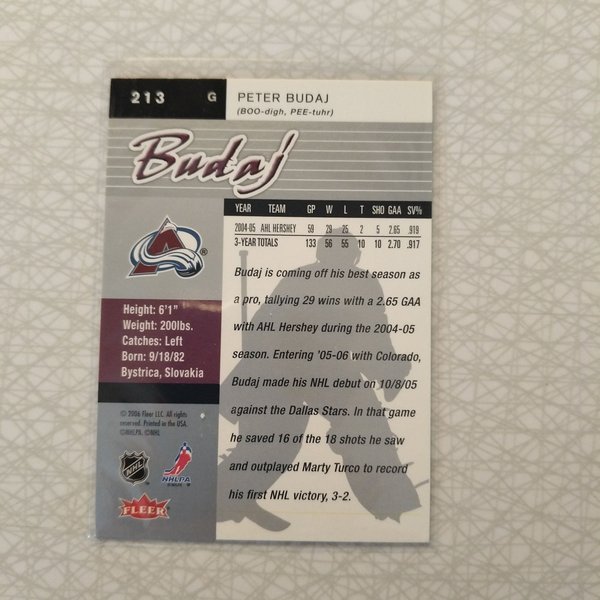 213 G PETER BUDAJ
(BOO-digh, PEE-tuhr)
Budaj
YEAR TEAM GP W L T SHO GAA SV%
2004-05 AHL HERSHEY 59 29 25 2 5 2.65 .919
3-YEAR TOTALS 133 56 55 10 10 2.70 .917
®
Height: 6'1"
Weight: 200lbs.
Catches: Left
Born: 9/18/82
Bystrica, Slovakia
Budaj is coming off his best season as
a pro, tallying 29 wins with a 2.65 GAA
with AHL Hershey during the 2004-05
season. Entering '05-06 with Colorado,
Budaj made his NHL debut on 10/8/05
against the Dallas Stars. In that game
he saved 16 of the 18 shots he saw
and outplayed Marty Turco to record
his first NHL victory, 3-2.
© 2006 Fleer LLC. All rights
reserved. Printed in the USA.
©NHLPA. ©NHL
NHL
NHLPA
FLEER